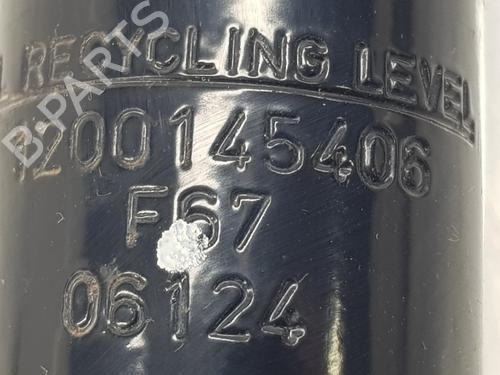 RECYCLING LEVEL
8200145406
F67
06124
B-PARTS